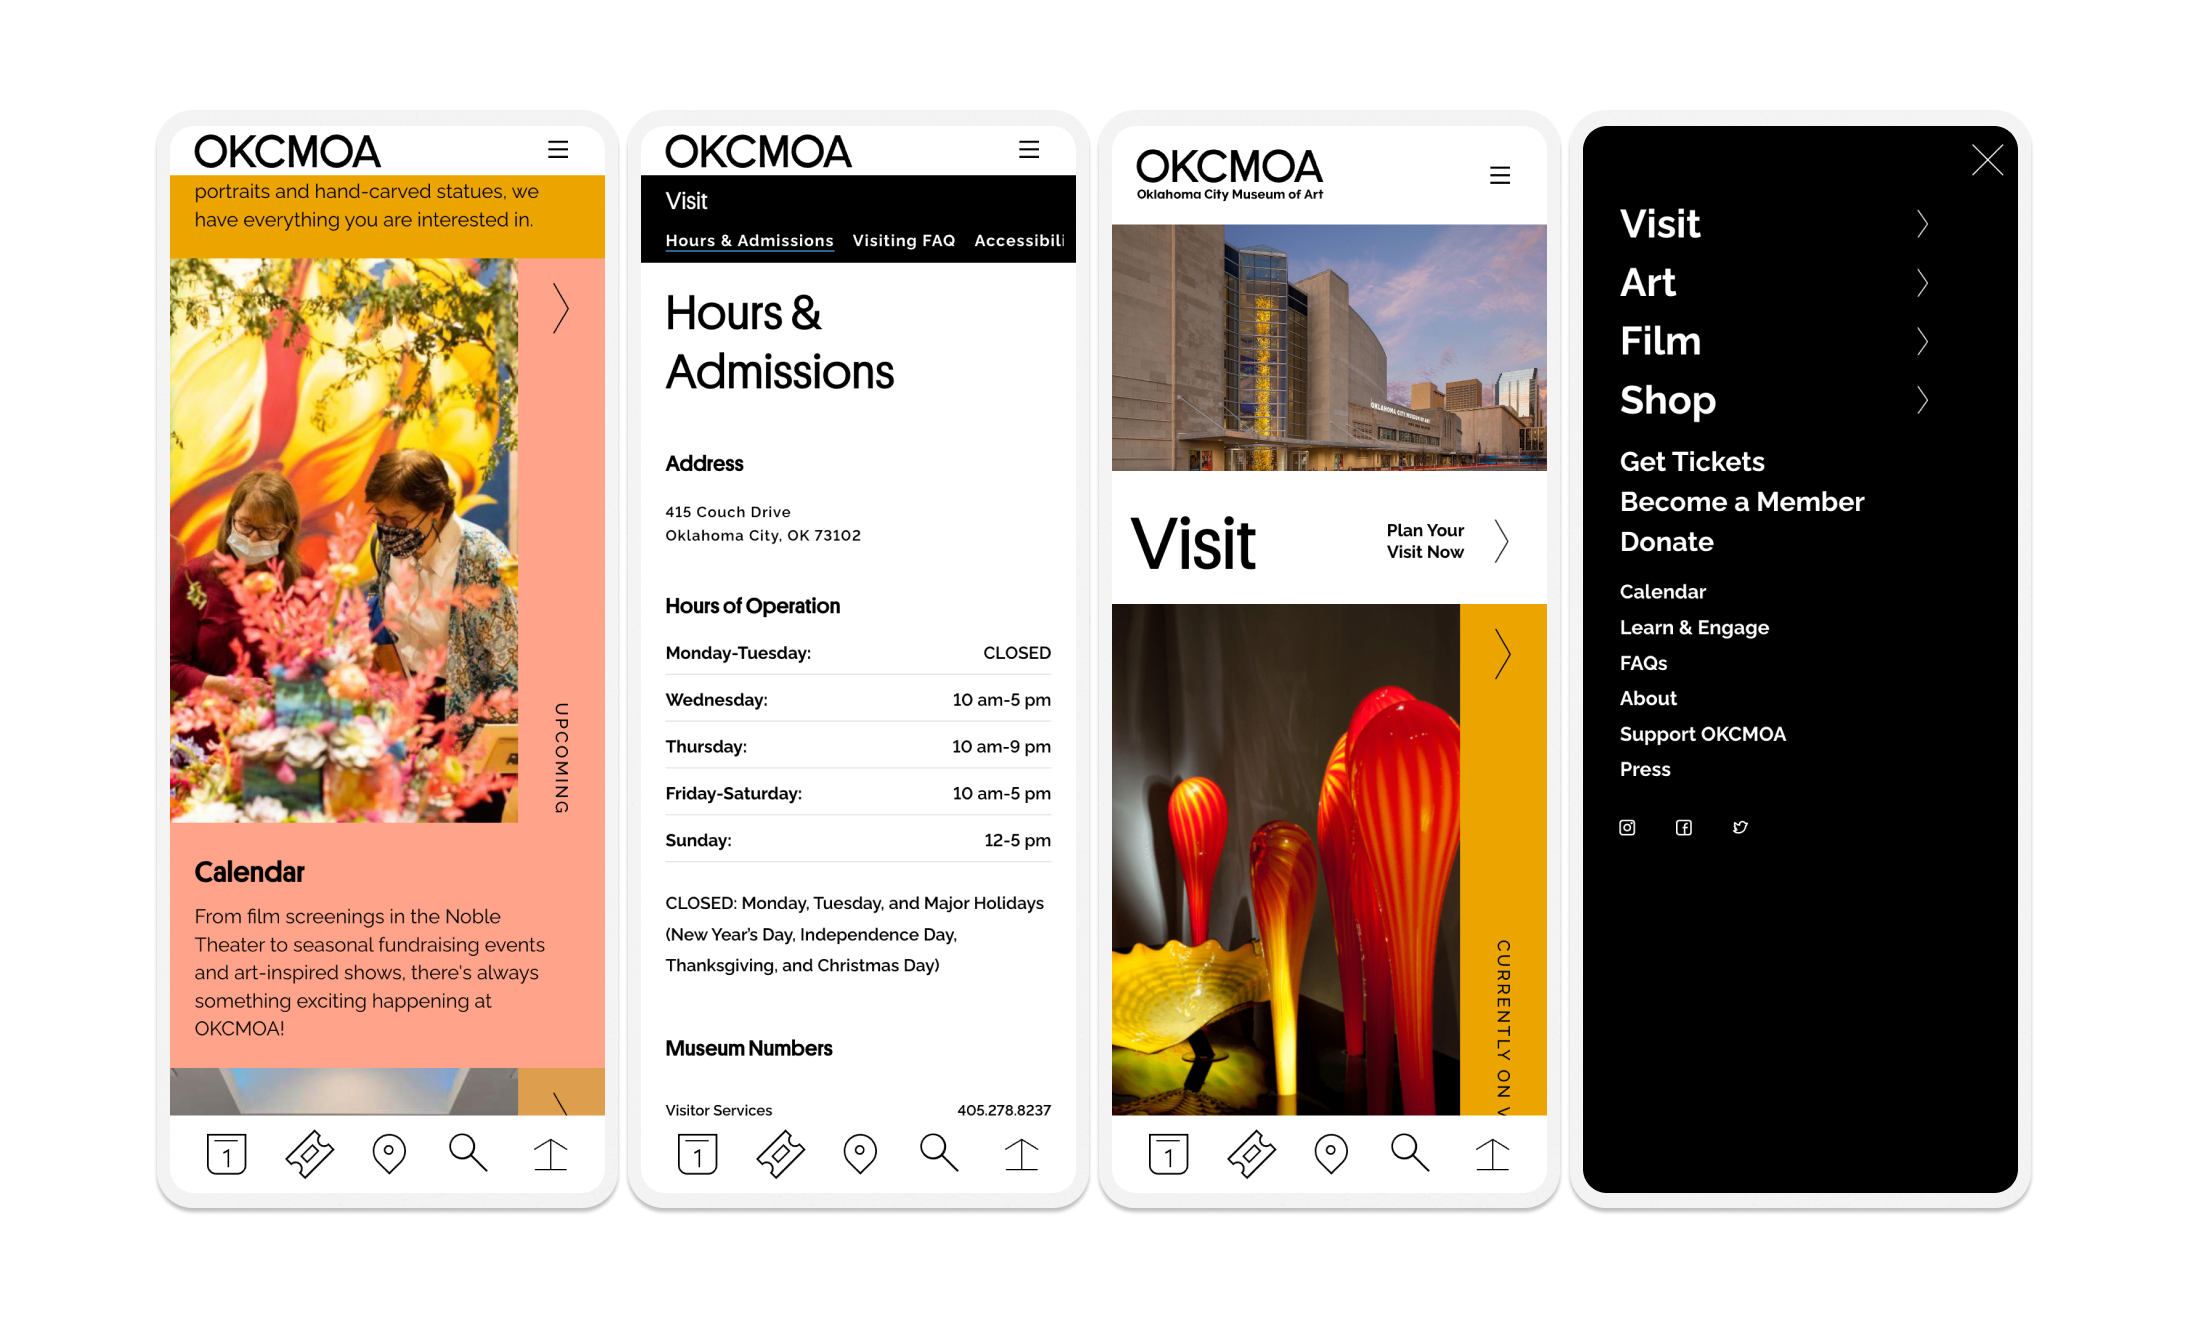 OKCMOA
portraits and hand-carved statues, we
have everything you are interested in.
UPCOMING
Calendar
From film screenings in the Noble
Theater to seasonal fundraising events
and art-inspired shows, there's always
something exciting happening at
OKCMOA!
1
OKCMOA
Visit
Hours & Admissions Visiting FAQ Accessibili
Hours &
Admissions
Address
415 Couch Drive
Oklahoma City, OK 73102
Hours of Operation
Monday-Tuesday: CLOSED
Wednesday: 10 am-5 pm
Thursday: 10 am-9 pm
Friday-Saturday: 10 am-5 pm
Sunday: 12-5 pm
CLOSED: Monday, Tuesday, and Major Holidays
(New Year's Day, Independence Day,
Thanksgiving, and Christmas Day)
Museum Numbers
Visitor Services 405.278.8237
1
OKCMOA
Oklahoma City Museum of Art
OKLAHOMA CITY MUSEUM OF ART
Visit
Plan Your
Visit Now
CURRENTLY ON V
1
Visit
Art
Film
Shop
Get Tickets
Become a Member
Donate
Calendar
Learn & Engage
FAQs
About
Support OKCMOA
Press